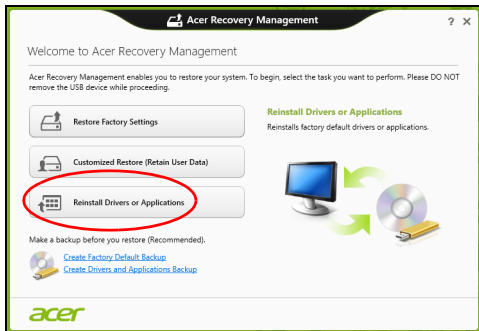 Acer Recovery Management
? X
Welcome to Acer Recovery Management
Acer Recovery Management enables you to restore your system. To begin, select the task you want to perform. Please DO NOT
remove the USB device while proceeding.
Restore Factory Settings
Customized Restore (Retain User Data)
Reinstall Drivers or Applications
Reinstall Drivers or Applications
Reinstalls factory default drivers or applications.
Make a backup before you restore (Recommended).
Create Factory Default Backup
Create Drivers and Applications Backup
acer